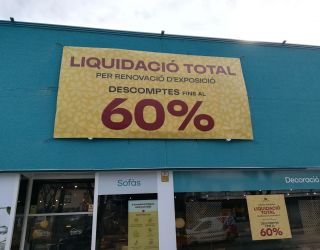 LIQUIDACIÓ TOTAL
PER RENOVACIÓ D'EXPOSICIÓ
DESCOMPTES FINS AL
60%
Sofàs
Decoració
LIQUIDACIÓ
TOTAL
60%